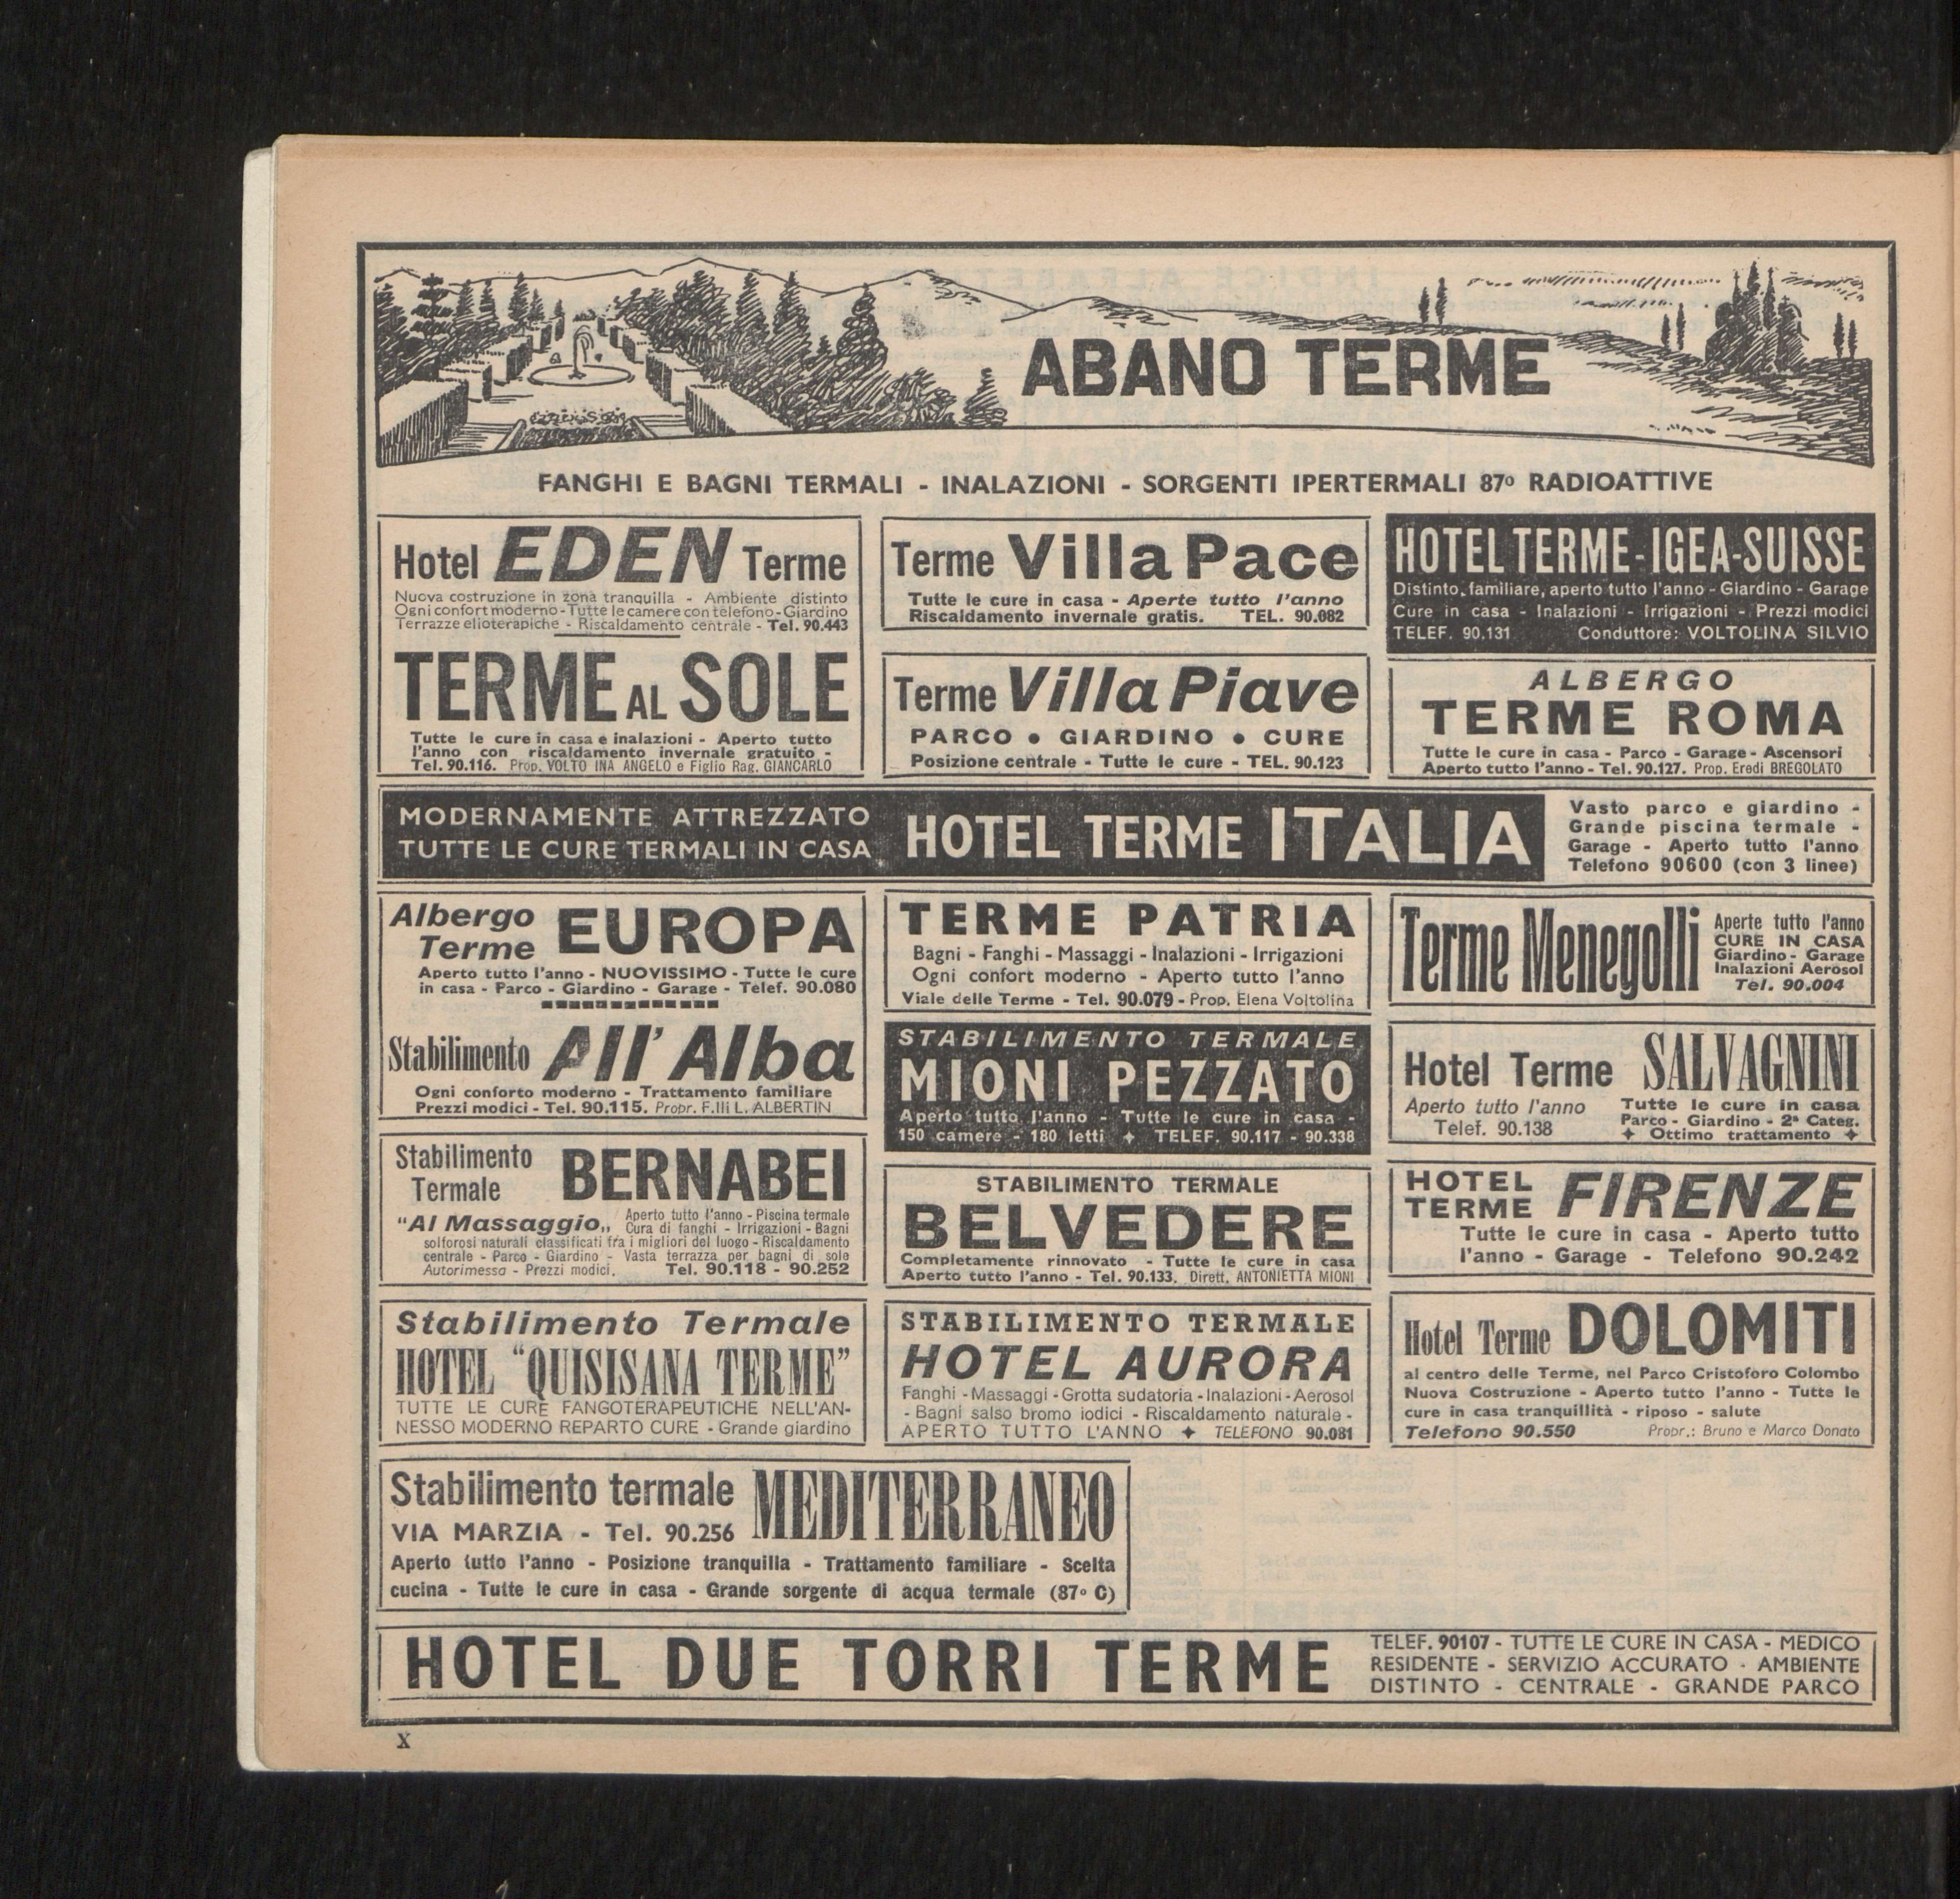 ABANO TERME
FANGHI E BAGNI TERMALI - INALAZIONI - SORGENTI IPERTERMALI 87º RADIOATTIVE
Hotel EDEN Terme
Nuova costruzione in zona tranquilla - Ambiente distinto
Ogni confort moderno - Tutte le camere con telefono - Giardino
Terrazze elioterapiche - Riscaldamento centrale - Tel. 90.443
TERME AL SOLE
Tutte le cure in casa e inalazioni - Aperto tutto
l'anno con riscaldamento invernale gratuito -
Tel. 90.116. Prop. VOLTO INA ANGELO e Figlio Rag. GIANCARLO
Terme Villa Pace
Tutte le cure in casa - Aperte tutto l'anno
Riscaldamento invernale gratis. TEL. 90.082
Terme Villa Piave
PARCO • GIARDINO • CURE
Posizione centrale - Tutte le cure - TEL. 90.123
HOTEL TERME - IGEA-SUISSE
Distinto, familiare, aperto tutto l'anno - Giardino - Garage
Cure in casa - Inalazioni - Irrigazioni - Prezzi modici
TELEF. 90.131 Conduttore: VOLTOLINA SILVIO
ALBERGO
TERME ROMA
Tutte le cure in casa - Parco - Garage - Ascensori
Aperto tutto l'anno - Tel. 90.127. Prop. Eredi BREGOLATO
MODERNAMENTE ATTREZZATO
TUTTE LE CURE TERMALI IN CASA
HOTEL TERME ITALIA
Vasto parco e giardino -
Grande piscina termale -
Garage - Aperto tutto l'anno
Telefono 90600 (con 3 linee)
Albergo
Terme EUROPA
Aperto tutto l'anno - NUOVISSIMO - Tutte le cure
in casa - Parco - Giardino - Garage - Telef. 90.080
Stabilimento All' Alba
Ogni conforto moderno - Trattamento familiare
Prezzi modici - Tel. 90.115. Propr. F.lli L. ALBERTIN
TERME PATRIA
Bagni - Fanghi - Massaggi - Inalazioni - Irrigazioni
Ogni confort moderno - Aperto tutto l'anno
Viale delle Terme - Tel. 90.079 - Prop. Elena Voltolina
STABILIMENTO TERMALE
MIONI PEZZATO
Aperto tutto l'anno - Tutte le cure in casa -
150 camere - 180 letti ✦ TELEF. 90.117 - 90.338
Terme Menegolli
Aperte tutto l'anno
CURE IN CASA
Giardino - Garage
Inalazioni Aerosol
Tel. 90.004
Hotel Terme SALVAGNINI
Aperto tutto l'anno
Telef. 90.138
Tutte le cure in casa
Parco - Giardino - 2ª Categ.
✦ Ottimo trattamento ✦
Stabilimento
Termale BERNABEI
"Al Massaggio„ Aperto tutto l'anno - Piscina termale
Cura di fanghi - Irrigazioni - Bagni
solforosi naturali classificati fra i migliori del luogo - Riscaldamento
centrale - Parco - Giardino - Vasta terrazza per bagni di sole
Autorimessa - Prezzi modici. Tel. 90.118 - 90.252
STABILIMENTO TERMALE
BELVEDERE
Completamente rinnovato - Tutte le cure in casa
Aperto tutto l'anno - Tel. 90.133. Dirett. ANTONIETTA MIONI
HOTEL
TERME FIRENZE
Tutte le cure in casa - Aperto tutto
l'anno - Garage - Telefono 90.242
Stabilimento Termale
HOTEL "QUISISANA TERME"
TUTTE LE CURE FANGOTERAPEUTICHE NELL'AN-
NESSO MODERNO REPARTO CURE - Grande giardino
STABILIMENTO TERMALE
HOTEL AURORA
Fanghi - Massaggi - Grotta sudatoria - Inalazioni - Aerosol
- Bagni salso bromo iodici - Riscaldamento naturale -
APERTO TUTTO L'ANNO ✦ TELEFONO 90.081
Hotel Terme DOLOMITI
al centro delle Terme, nel Parco Cristoforo Colombo
Nuova Costruzione - Aperto tutto l'anno - Tutte le
cure in casa tranquillità - riposo - salute
Telefono 90.550 Propr.: Bruno e Marco Donato
Stabilimento termale MEDITERRANEO
VIA MARZIA - Tel. 90.256
Aperto tutto l'anno - Posizione tranquilla - Trattamento familiare - Scelta
cucina - Tutte le cure in casa - Grande sorgente di acqua termale (87º C)
HOTEL DUE TORRI TERME
TELEF. 90107 - TUTTE LE CURE IN CASA - MEDICO
RESIDENTE - SERVIZIO ACCURATO - AMBIENTE
DISTINTO - CENTRALE - GRANDE PARCO
X